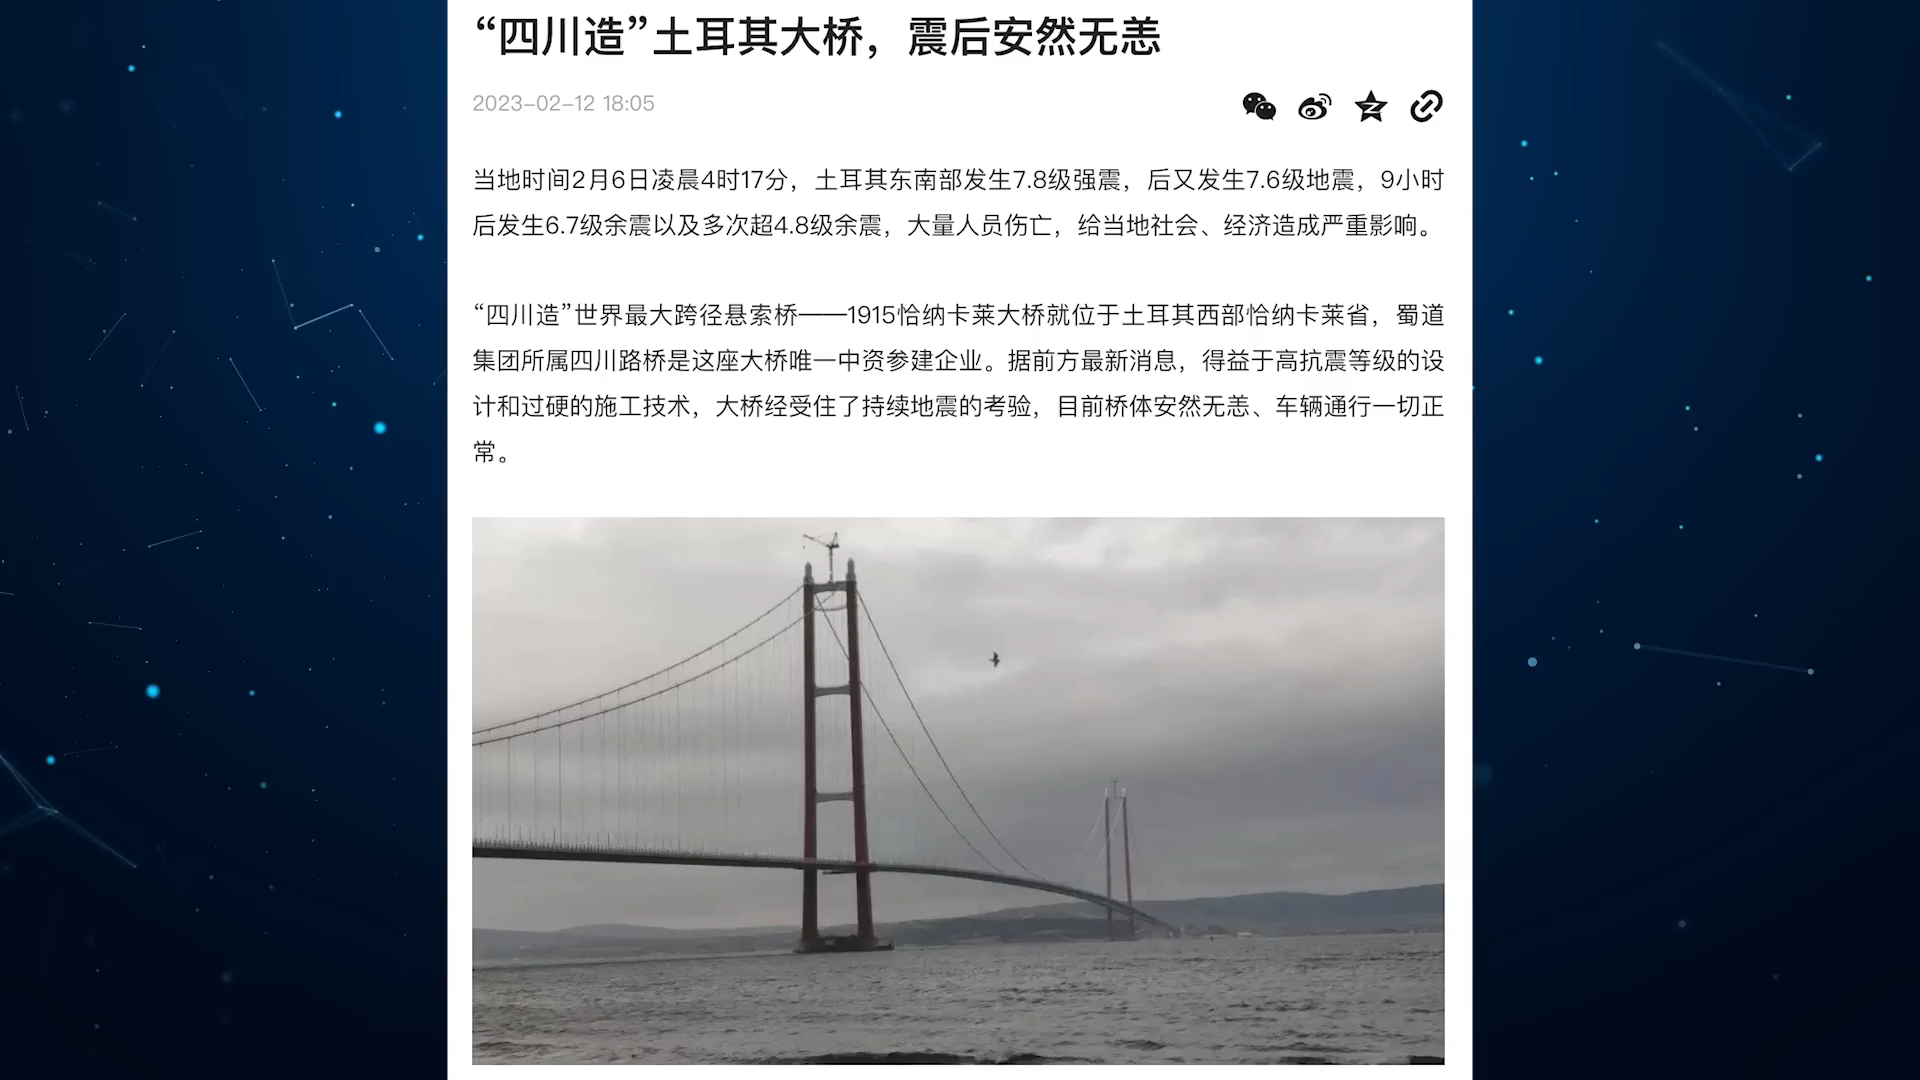 “四川造”土耳其大桥，震后安然无恙
2023-02-12 18:05
当地时间2月6日凌晨4时17分，土耳其东南部发生7.8级强震，后又发生7.6级地震，9小时
后发生6.7级余震以及多次超4.8级余震，大量人员伤亡，给当地社会、经济造成严重影响。
“四川造”世界最大跨径悬索桥——1915恰纳卡莱大桥就位于土耳其西部恰纳卡莱省，蜀道
集团所属四川路桥是这座大桥唯一中资参建企业。据前方最新消息，得益于高抗震等级的设
计和过硬的施工技术，大桥经受住了持续地震的考验，目前桥体安然无恙、车辆通行一切正
常。